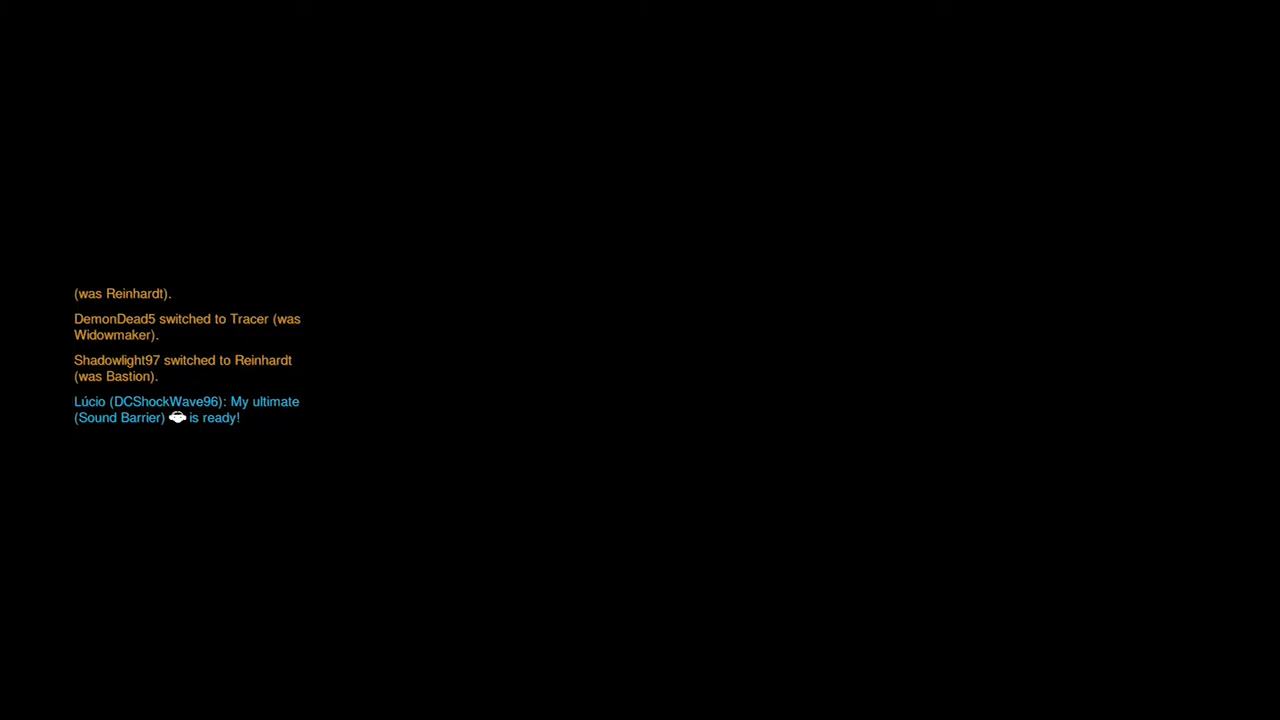 (was Reinhardt).
DemonDead5 switched to Tracer (was
Widowmaker).
Shadowlight97 switched to Reinhardt
(was Bastion).
Lúcio (DCShockWave96): My ultimate
(Sound Barrier) is ready!